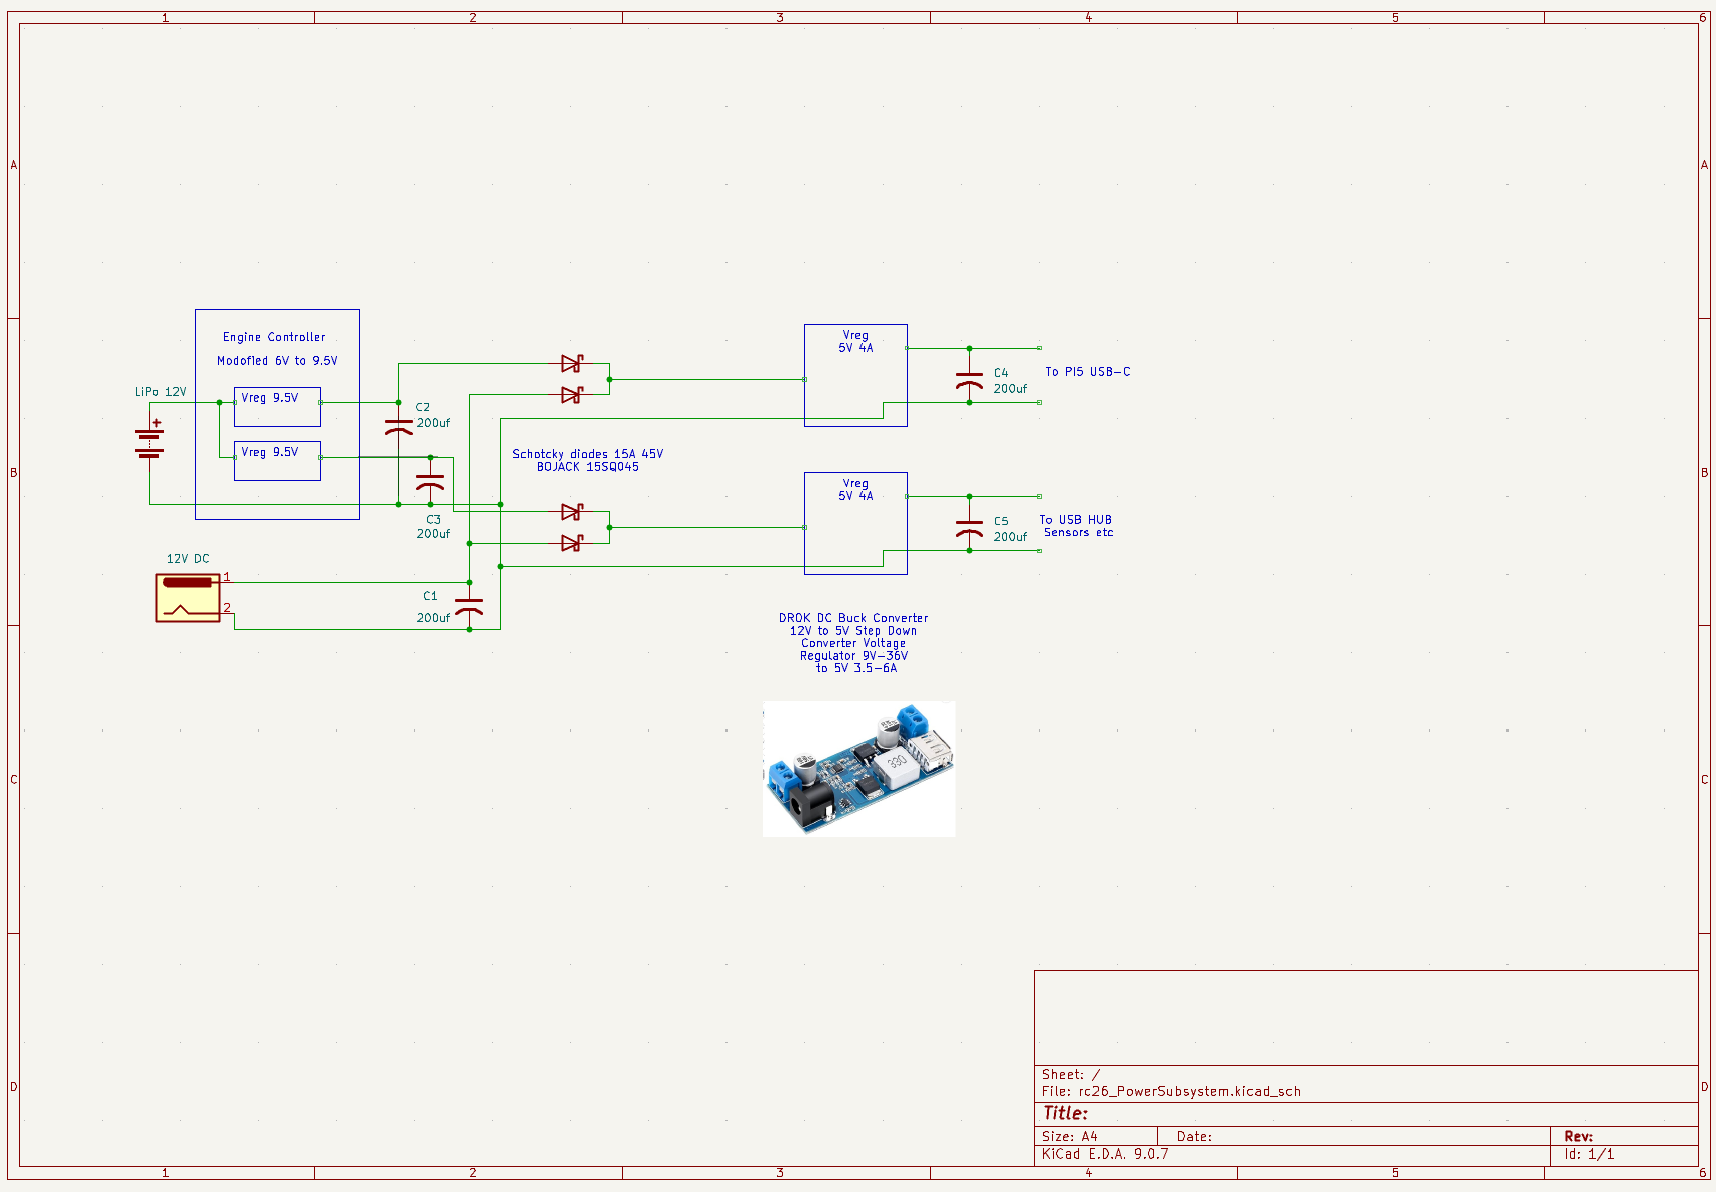 1 2 3 4 5 6
A A
Engine Controller
Modofied 6V to 9.5V
LiPo 12V
+
Vreg 9.5V
C2
200uf
Vreg 9.5V
C3
200uf
Schotcky diodes 15A 45V
BOJACK 15SQ045
Vreg
5V 4A
C4
200uf
To PI5 USB-C
B B
Vreg
5V 4A
C5
200uf
To USB HUB
Sensors etc
12V DC
1
2
C1
200uf
DROK DC Buck Converter
12V to 5V Step Down
Converter Voltage
Regulator 9V-36V
to 5V 3.5-6A
330
C C
D D
Sheet: /
File: rc26_PowerSubsystem.kicad_sch
Title:
Size: A4 Date: Rev:
KiCad E.D.A. 9.0.7 Id: 1/1
1 2 3 4 5 6